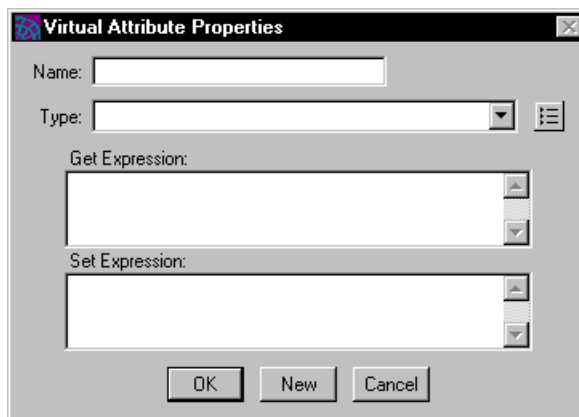 Virtual Attribute Properties
Name:
Type:
Get Expression:
Set Expression:
OK New Cancel